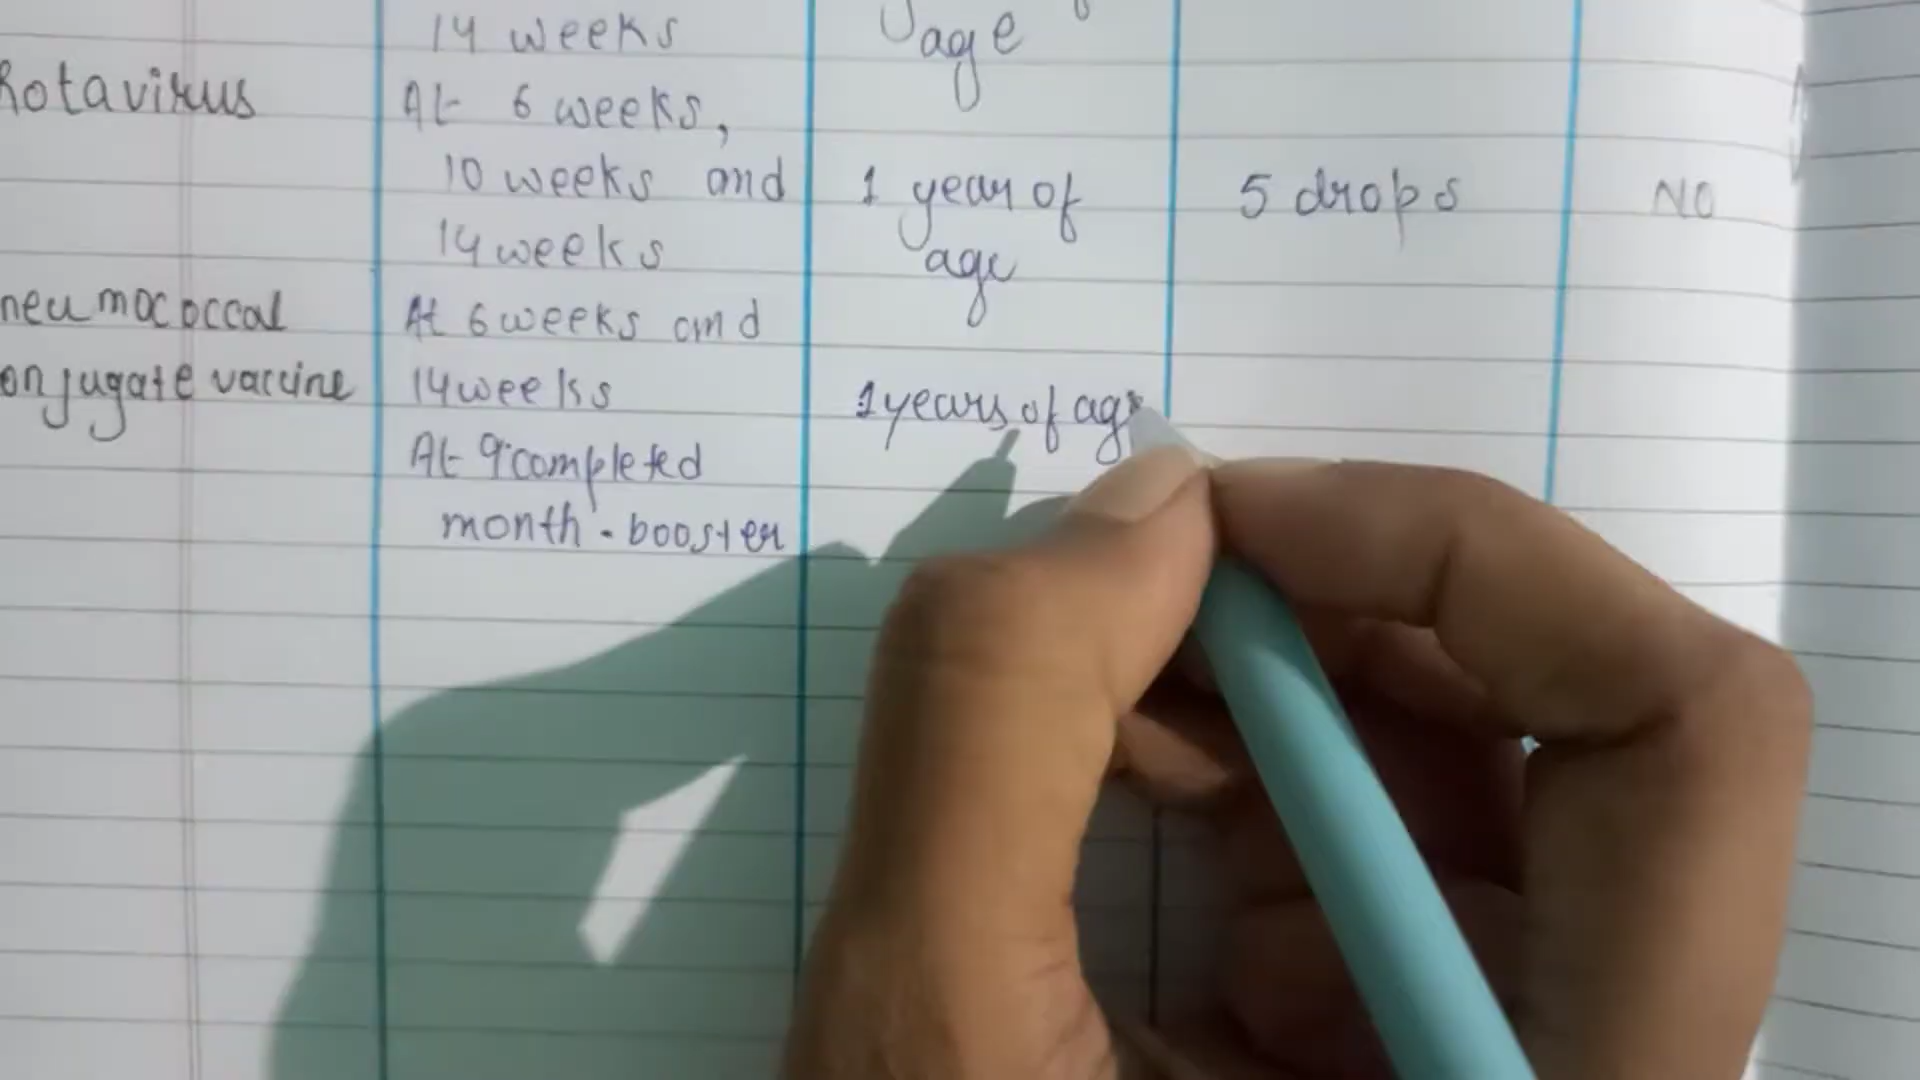 14 weeks
age
Rotavirus
At 6 weeks,
10 weeks and
14 weeks
1 year of
age
5 drops
NO
neumococcal
onjugate vaccine
At 6 weeks and
14 weeks
At 9 completed
month - booster
1 years of age